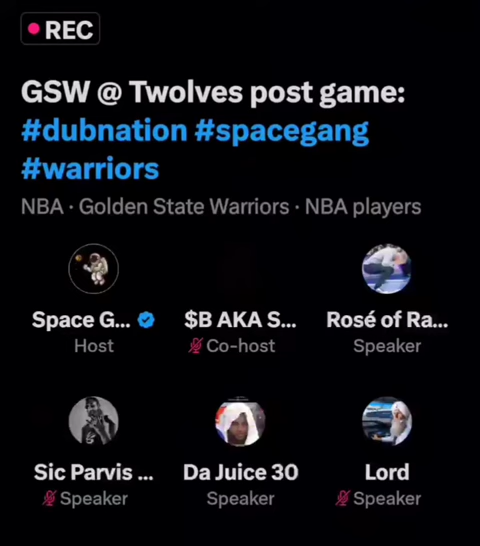 REC
GSW @ Twolves post game:
#dubnation #spacegang
#warriors
NBA · Golden State Warriors · NBA players
Space G... $B AKA S... Rosé of Ra...
Host Co-host Speaker
Sic Parvis ... Da Juice 30 Lord
Speaker Speaker Speaker